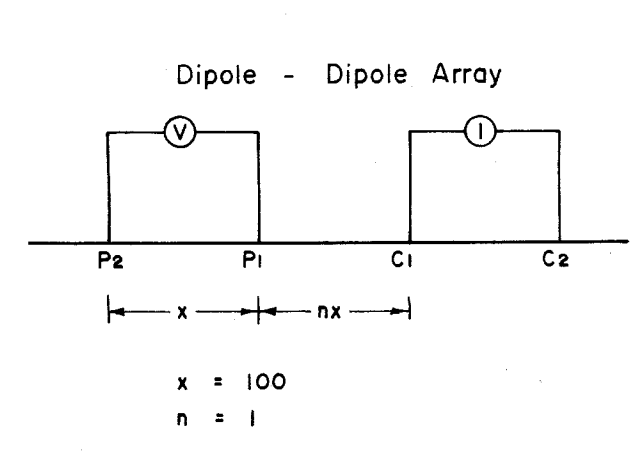 Dipole - Dipole Array
V I
P2 P1 C1 C2
x nx
x = 100
n = 1